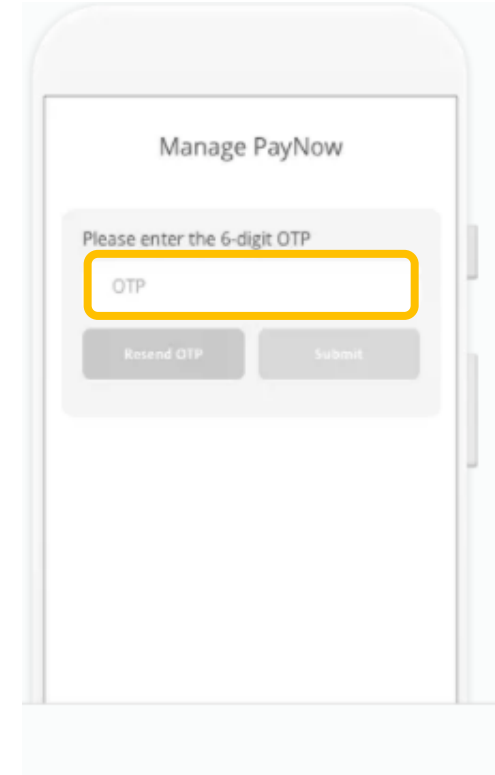 Manage PayNow
Please enter the 6-digit OTP
OTP
Resend OTP Submit